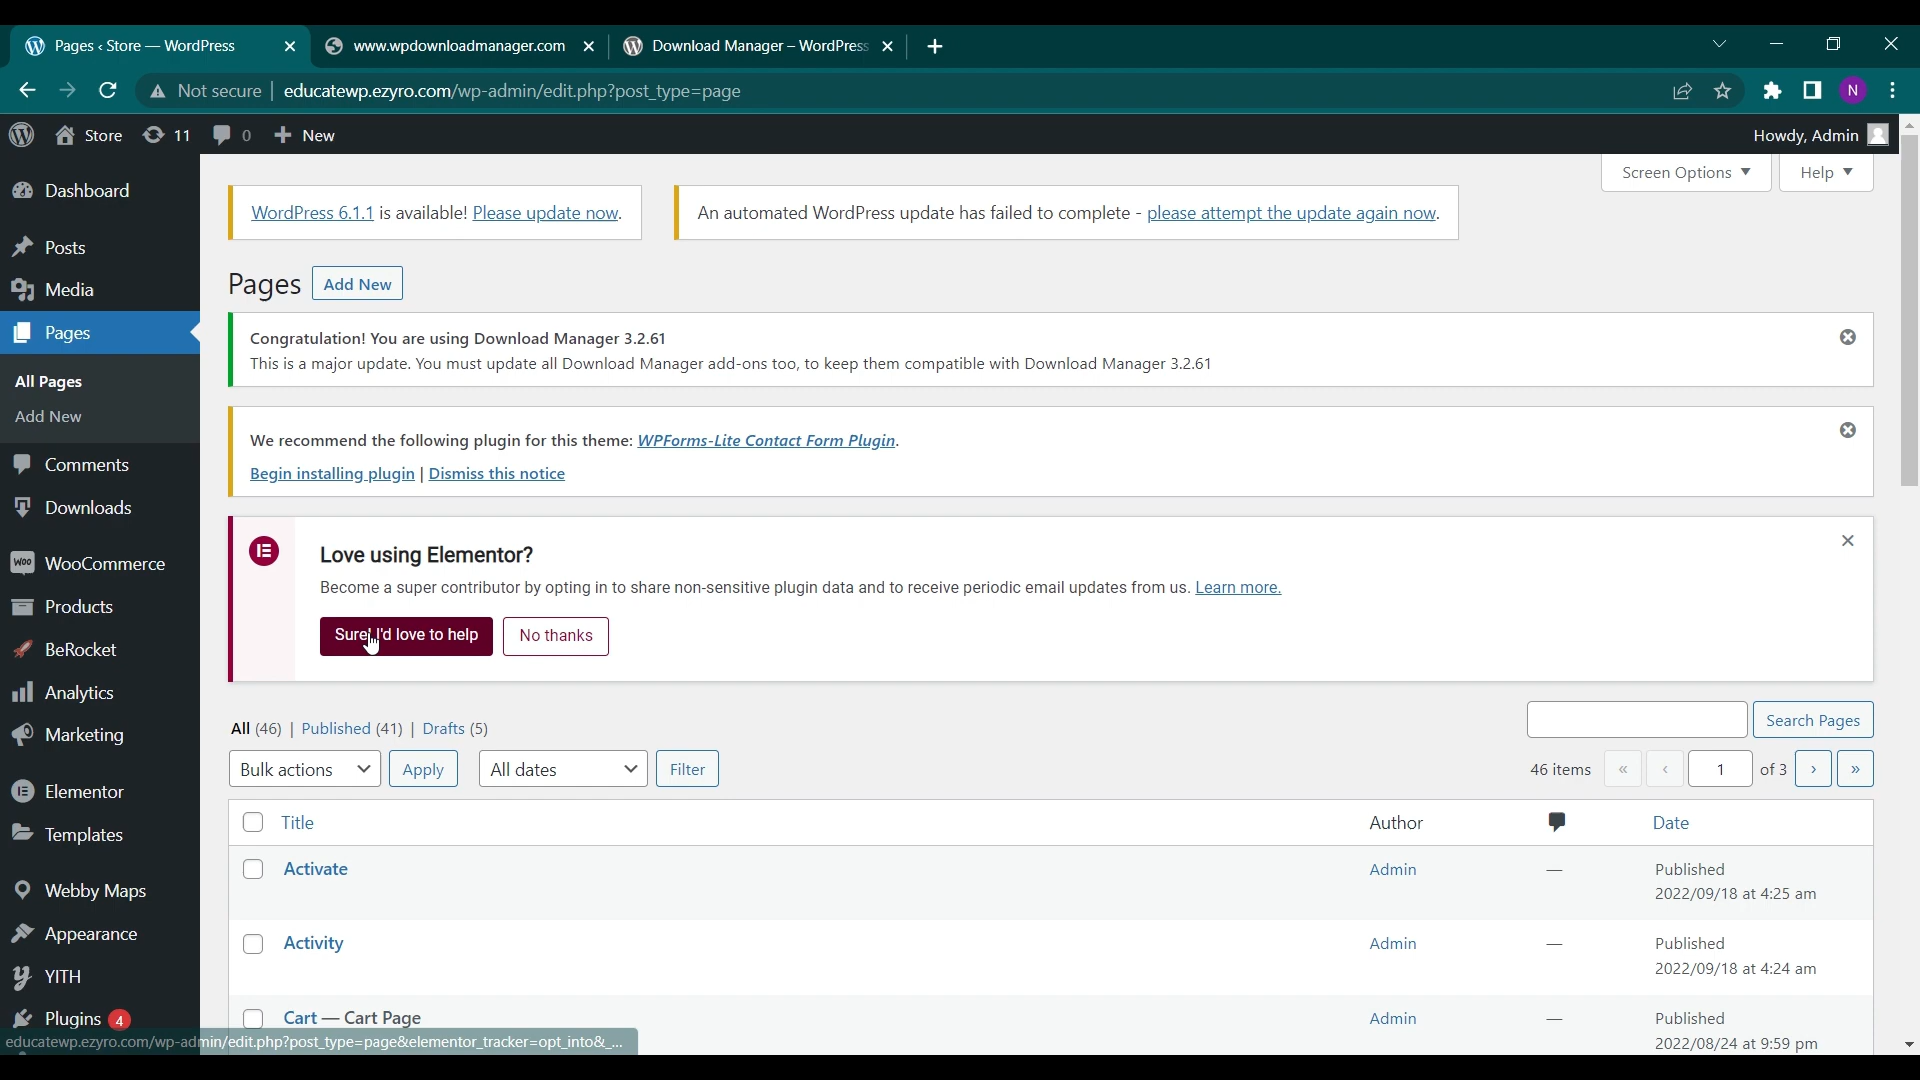 Pages ‹ Store — WordPress
www.wpdownloadmanager.com
Download Manager – WordPress
Not secure | educatewp.ezyro.com/wp-admin/edit.php?post_type=page
N
Store 11 0 New
Howdy, Admin
Screen Options
Help
Dashboard
Posts
Media
Pages
All Pages
Add New
Comments
Downloads
WooCommerce
Products
BeRocket
Analytics
Marketing
Elementor
Templates
Webby Maps
Appearance
YITH
Plugins 4
WordPress 6.1.1 is available! Please update now.
An automated WordPress update has failed to complete - please attempt the update again now.
Pages Add New
Congratulation! You are using Download Manager 3.2.61
This is a major update. You must update all Download Manager add-ons too, to keep them compatible with Download Manager 3.2.61
We recommend the following plugin for this theme: WPForms-Lite Contact Form Plugin.
Begin installing plugin | Dismiss this notice
Love using Elementor?
Become a super contributor by opting in to share non-sensitive plugin data and to receive periodic email updates from us. Learn more.
Sure! I'd love to help
No thanks
All (46) | Published (41) | Drafts (5)
Search Pages
Bulk actions Apply All dates Filter
46 items « ‹ 1 of 3 › »
Title Author Date
Activate Admin — Published
2022/09/18 at 4:25 am
Activity Admin — Published
2022/09/18 at 4:24 am
Cart — Cart Page Admin — Published
2022/08/24 at 9:59 pm
educatewp.ezyro.com/wp-admin/edit.php?post_type=page&elementor_tracker=opt_into&_...